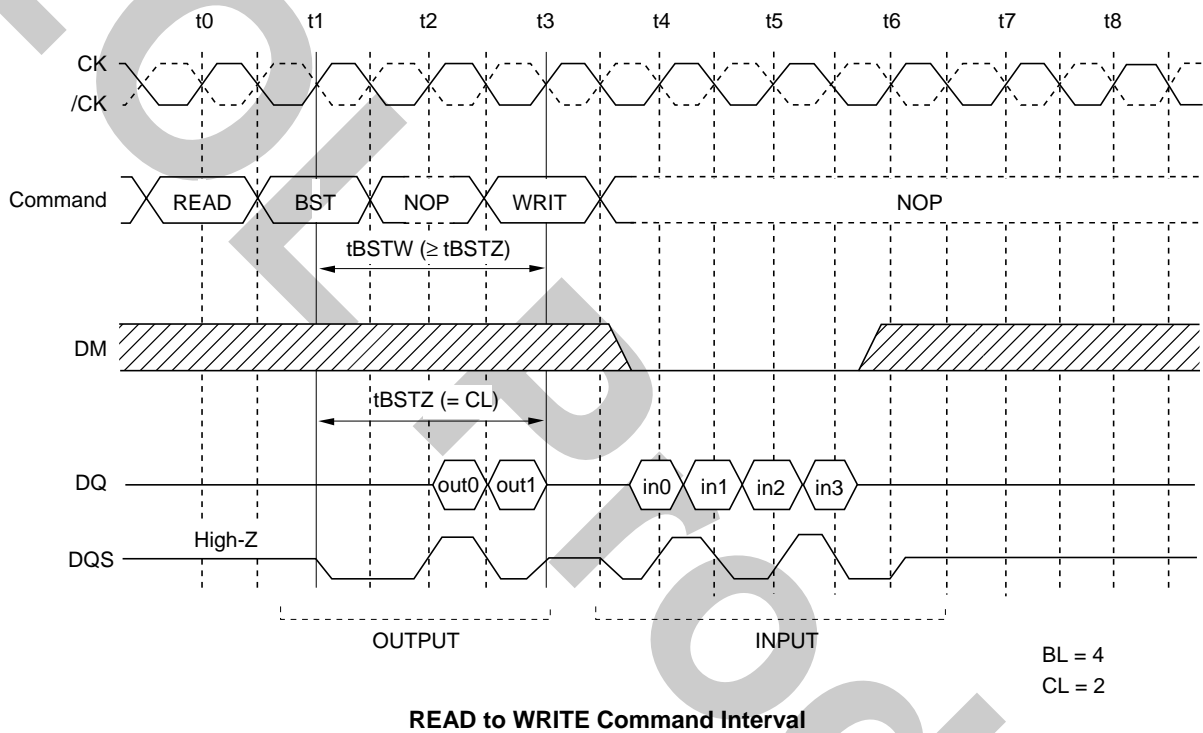 t0 t1 t2 t3 t4 t5 t6 t7 t8
CK
/CK
Command READ BST NOP WRIT NOP
tBSTW (≥ tBSTZ)
DM
tBSTZ (= CL)
DQ out0 out1 in0 in1 in2 in3
High-Z
DQS
OUTPUT INPUT
BL = 4
CL = 2
READ to WRITE Command Interval